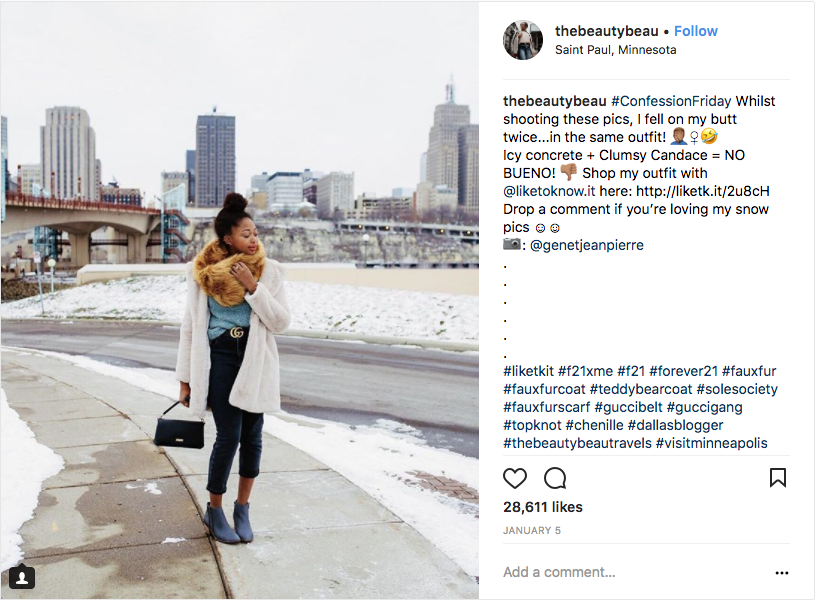 thebeautybeau • Follow
Saint Paul, Minnesota
thebeautybeau #ConfessionFriday Whilst
shooting these pics, I fell on my butt
twice...in the same outfit! 🤦🏾♀🤣
Icy concrete + Clumsy Candace = NO
BUENO! 👎🏽 Shop my outfit with
@liketoknow.it here: http://liketk.it/2u8cH
Drop a comment if you’re loving my snow
pics ☺☺
📷: @genetjeanpierre
.
.
.
.
.
.
#liketkit #f21xme #f21 #forever21 #fauxfur
#fauxfurcoat #teddybearcoat #solesociety
#fauxfurscarf #guccibelt #guccigang
#topknot #chenille #dallasblogger
#thebeautybeautravels #visitminneapolis
28,611 likes
JANUARY 5
Add a comment...